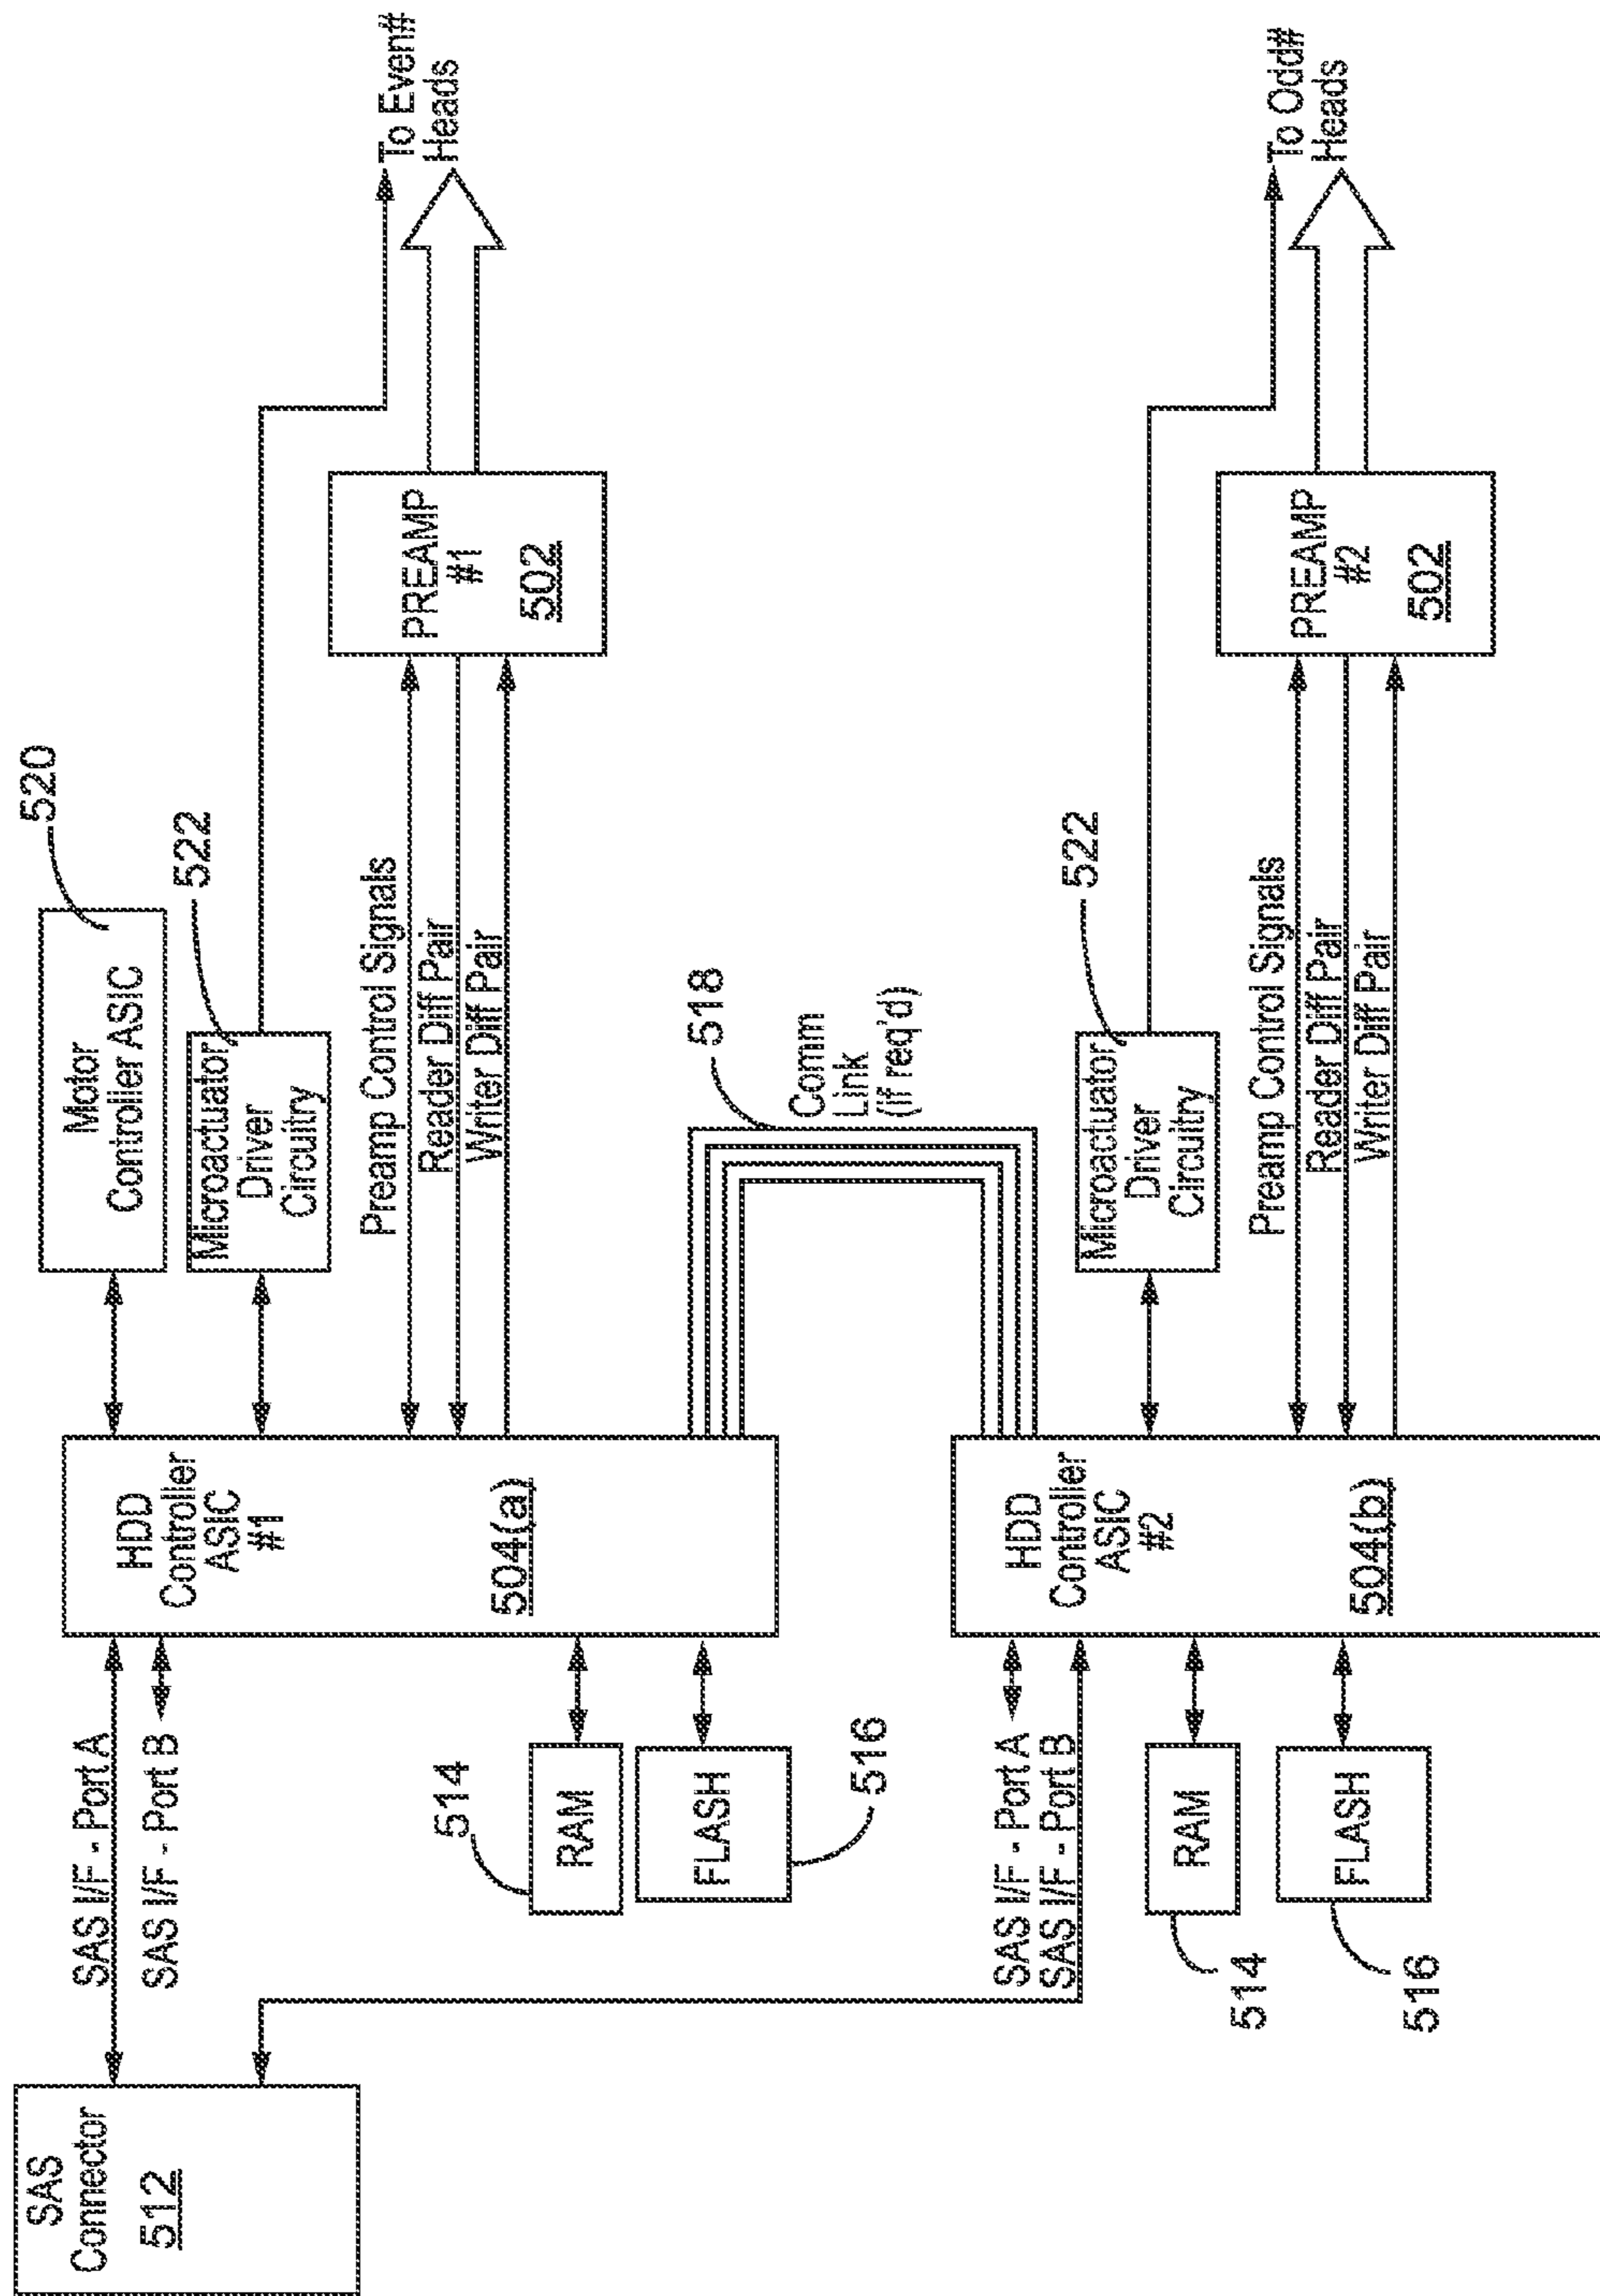 SAS
Connector
512
SAS I/F - Port A
SAS I/F - Port B
HDD
Controller
ASIC
#1
504(a)
514
RAM
FLASH
516
Motor
Controller ASIC
520
Microactuator
Driver
Circuitry
522
Preamp Control Signals
Reader Diff Pair
Writer Diff Pair
PREAMP
#1
502
To Even#
Heads
518
Comm
Link
(if req'd)
SAS I/F - Port A
SAS I/F - Port B
HDD
Controller
ASIC
#2
504(b)
RAM
514
FLASH
516
Microactuator
Driver
Circuitry
522
Preamp Control Signals
Reader Diff Pair
Writer Diff Pair
PREAMP
#2
502
To Odd#
Heads